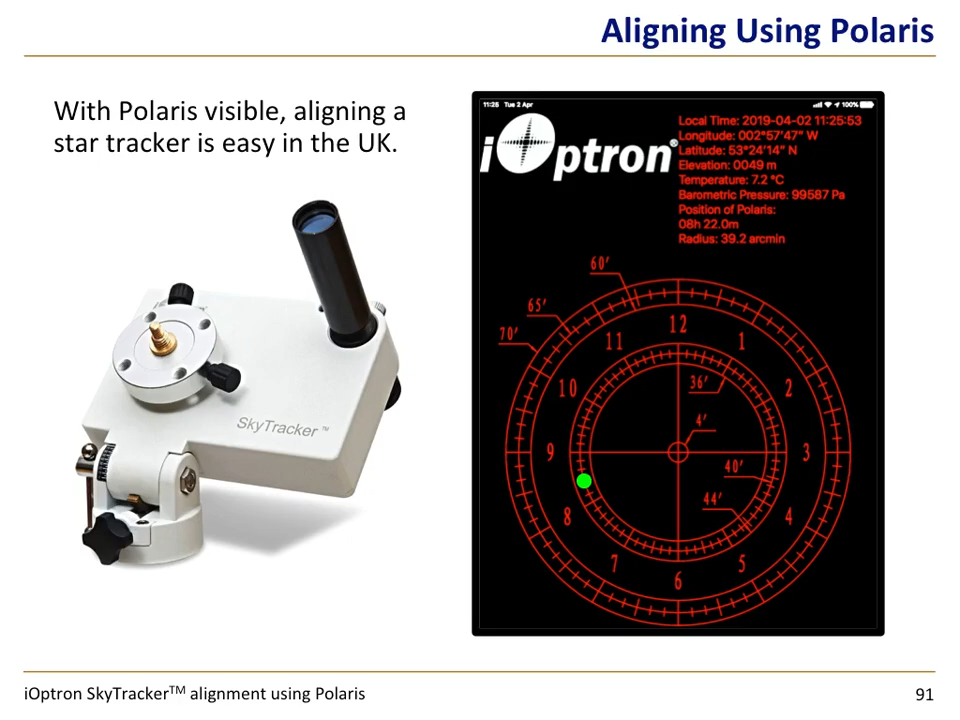 Aligning Using Polaris
With Polaris visible, aligning a
star tracker is easy in the UK.
SkyTracker™
11:25 Tue 2 Apr
100%
iOptron®
Local Time: 2019-04-02 11:25:53
Longitude: 002°57'47" W
Latitude: 53°24'14" N
Elevation: 0049 m
Temperature: 7.2 °C
Barometric Pressure: 99587 Pa
Position of Polaris:
08h 22.0m
Radius: 39.2 arcmin
60'
65'
70'
12
11
1
10
36'
2
4'
9
3
40'
44'
8
4
7
5
6
iOptron SkyTracker™ alignment using Polaris
91